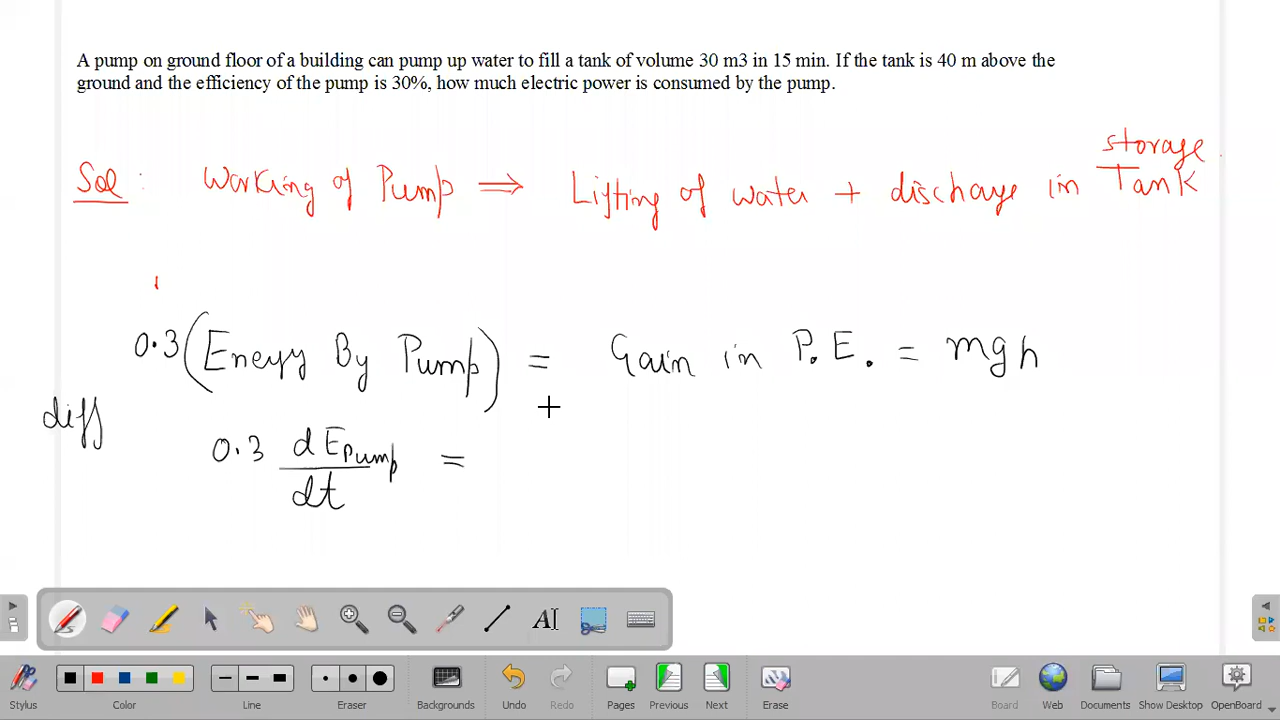 A pump on ground floor of a building can pump up water to fill a tank of volume 30 m3 in 15 min. If the tank is 40 m above the
ground and the efficiency of the pump is 30%, how much electric power is consumed by the pump.
storage
Sol : Working of Pump ⇒ Lifting of water + discharge in Tank
0.3 (Energy By Pump) = Gain in P.E. = mgh
diff
0.3 dE_Pump/dt =
Stylus
Color
Line
Eraser
Backgrounds
Undo
Redo
Pages
Previous
Next
Erase
Board
Web
Documents
Show Desktop
OpenBoard